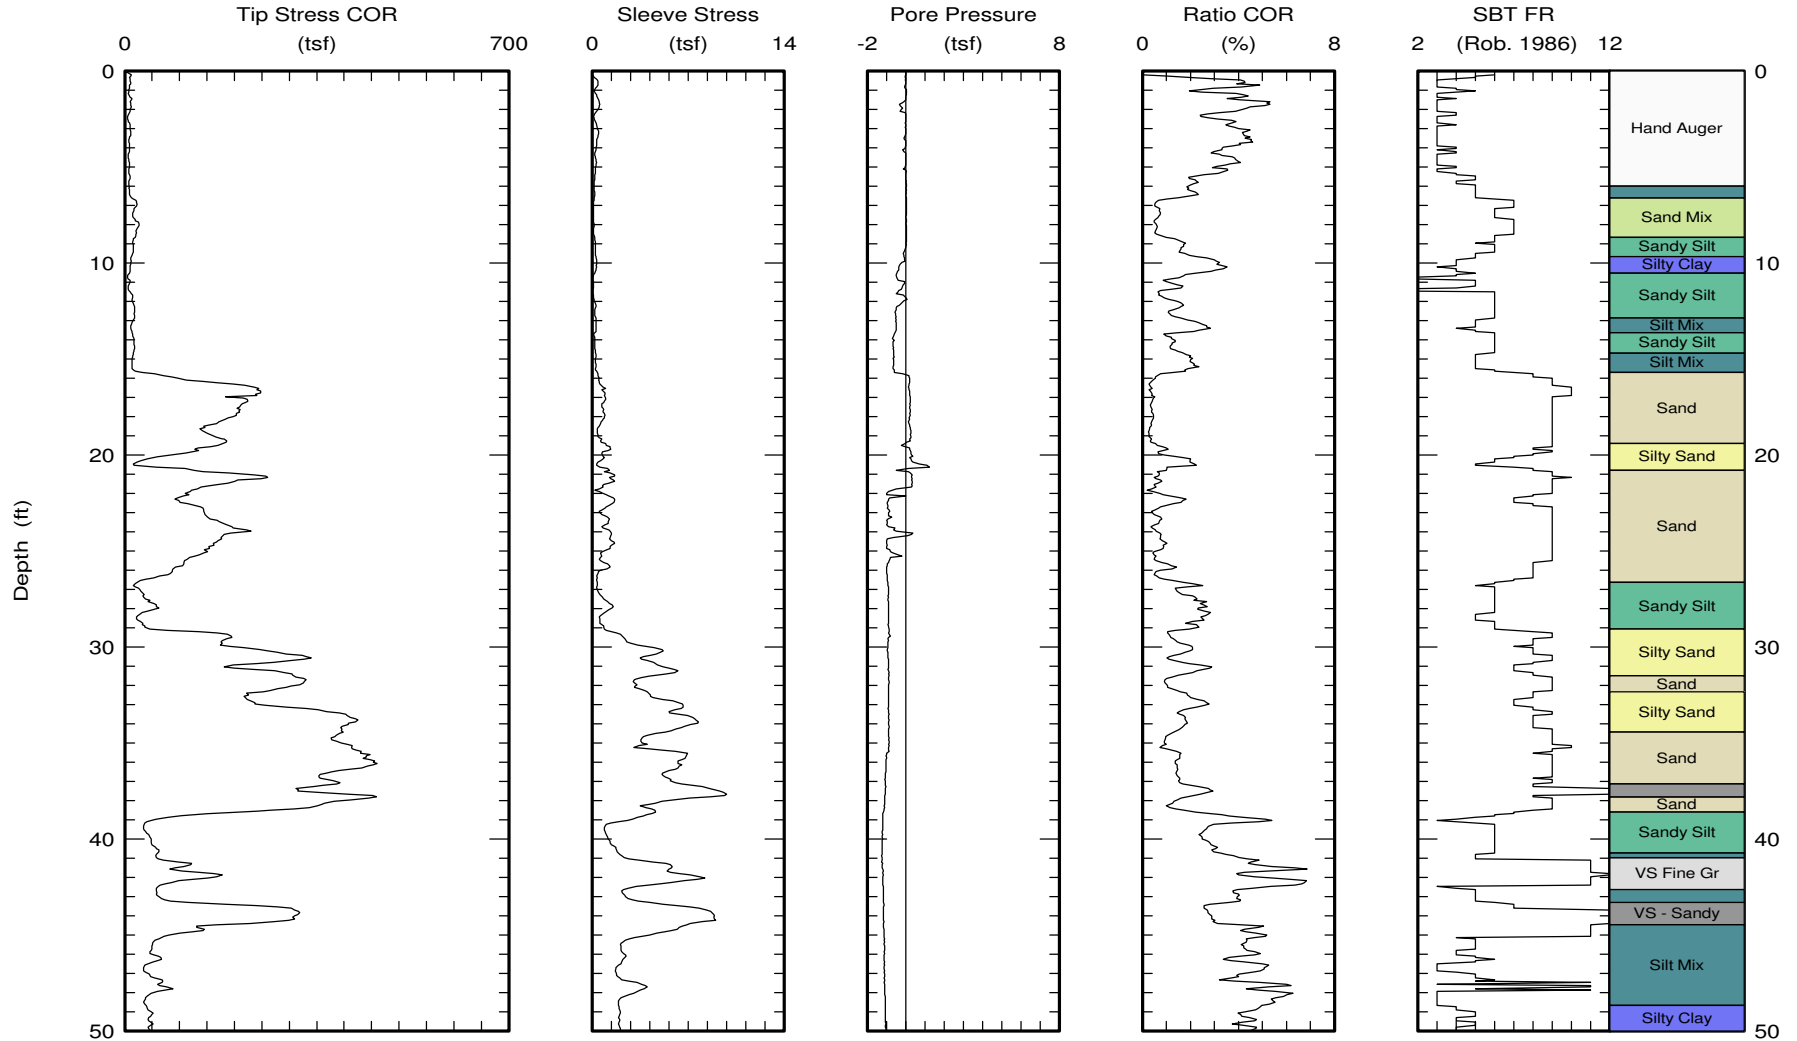 Tip Stress COR Sleeve Stress Pore Pressure Ratio COR SBT FR
0 (tsf) 700 0 (tsf) 14 -2 (tsf) 8 0 (%) 8 2 (Rob. 1986) 12
0 0
Hand Auger
Sand Mix
Sandy Silt
10 Silty Clay 10
Sandy Silt
Silt Mix
Sandy Silt
Silt Mix
Sand
20 Silty Sand 20
Sand
Depth (ft)
Sandy Silt
30 Silty Sand 30
Sand
Silty Sand
Sand
Sand
40 Sandy Silt 40
VS Fine Gr
VS - Sandy
Silt Mix
Silty Clay
50 50